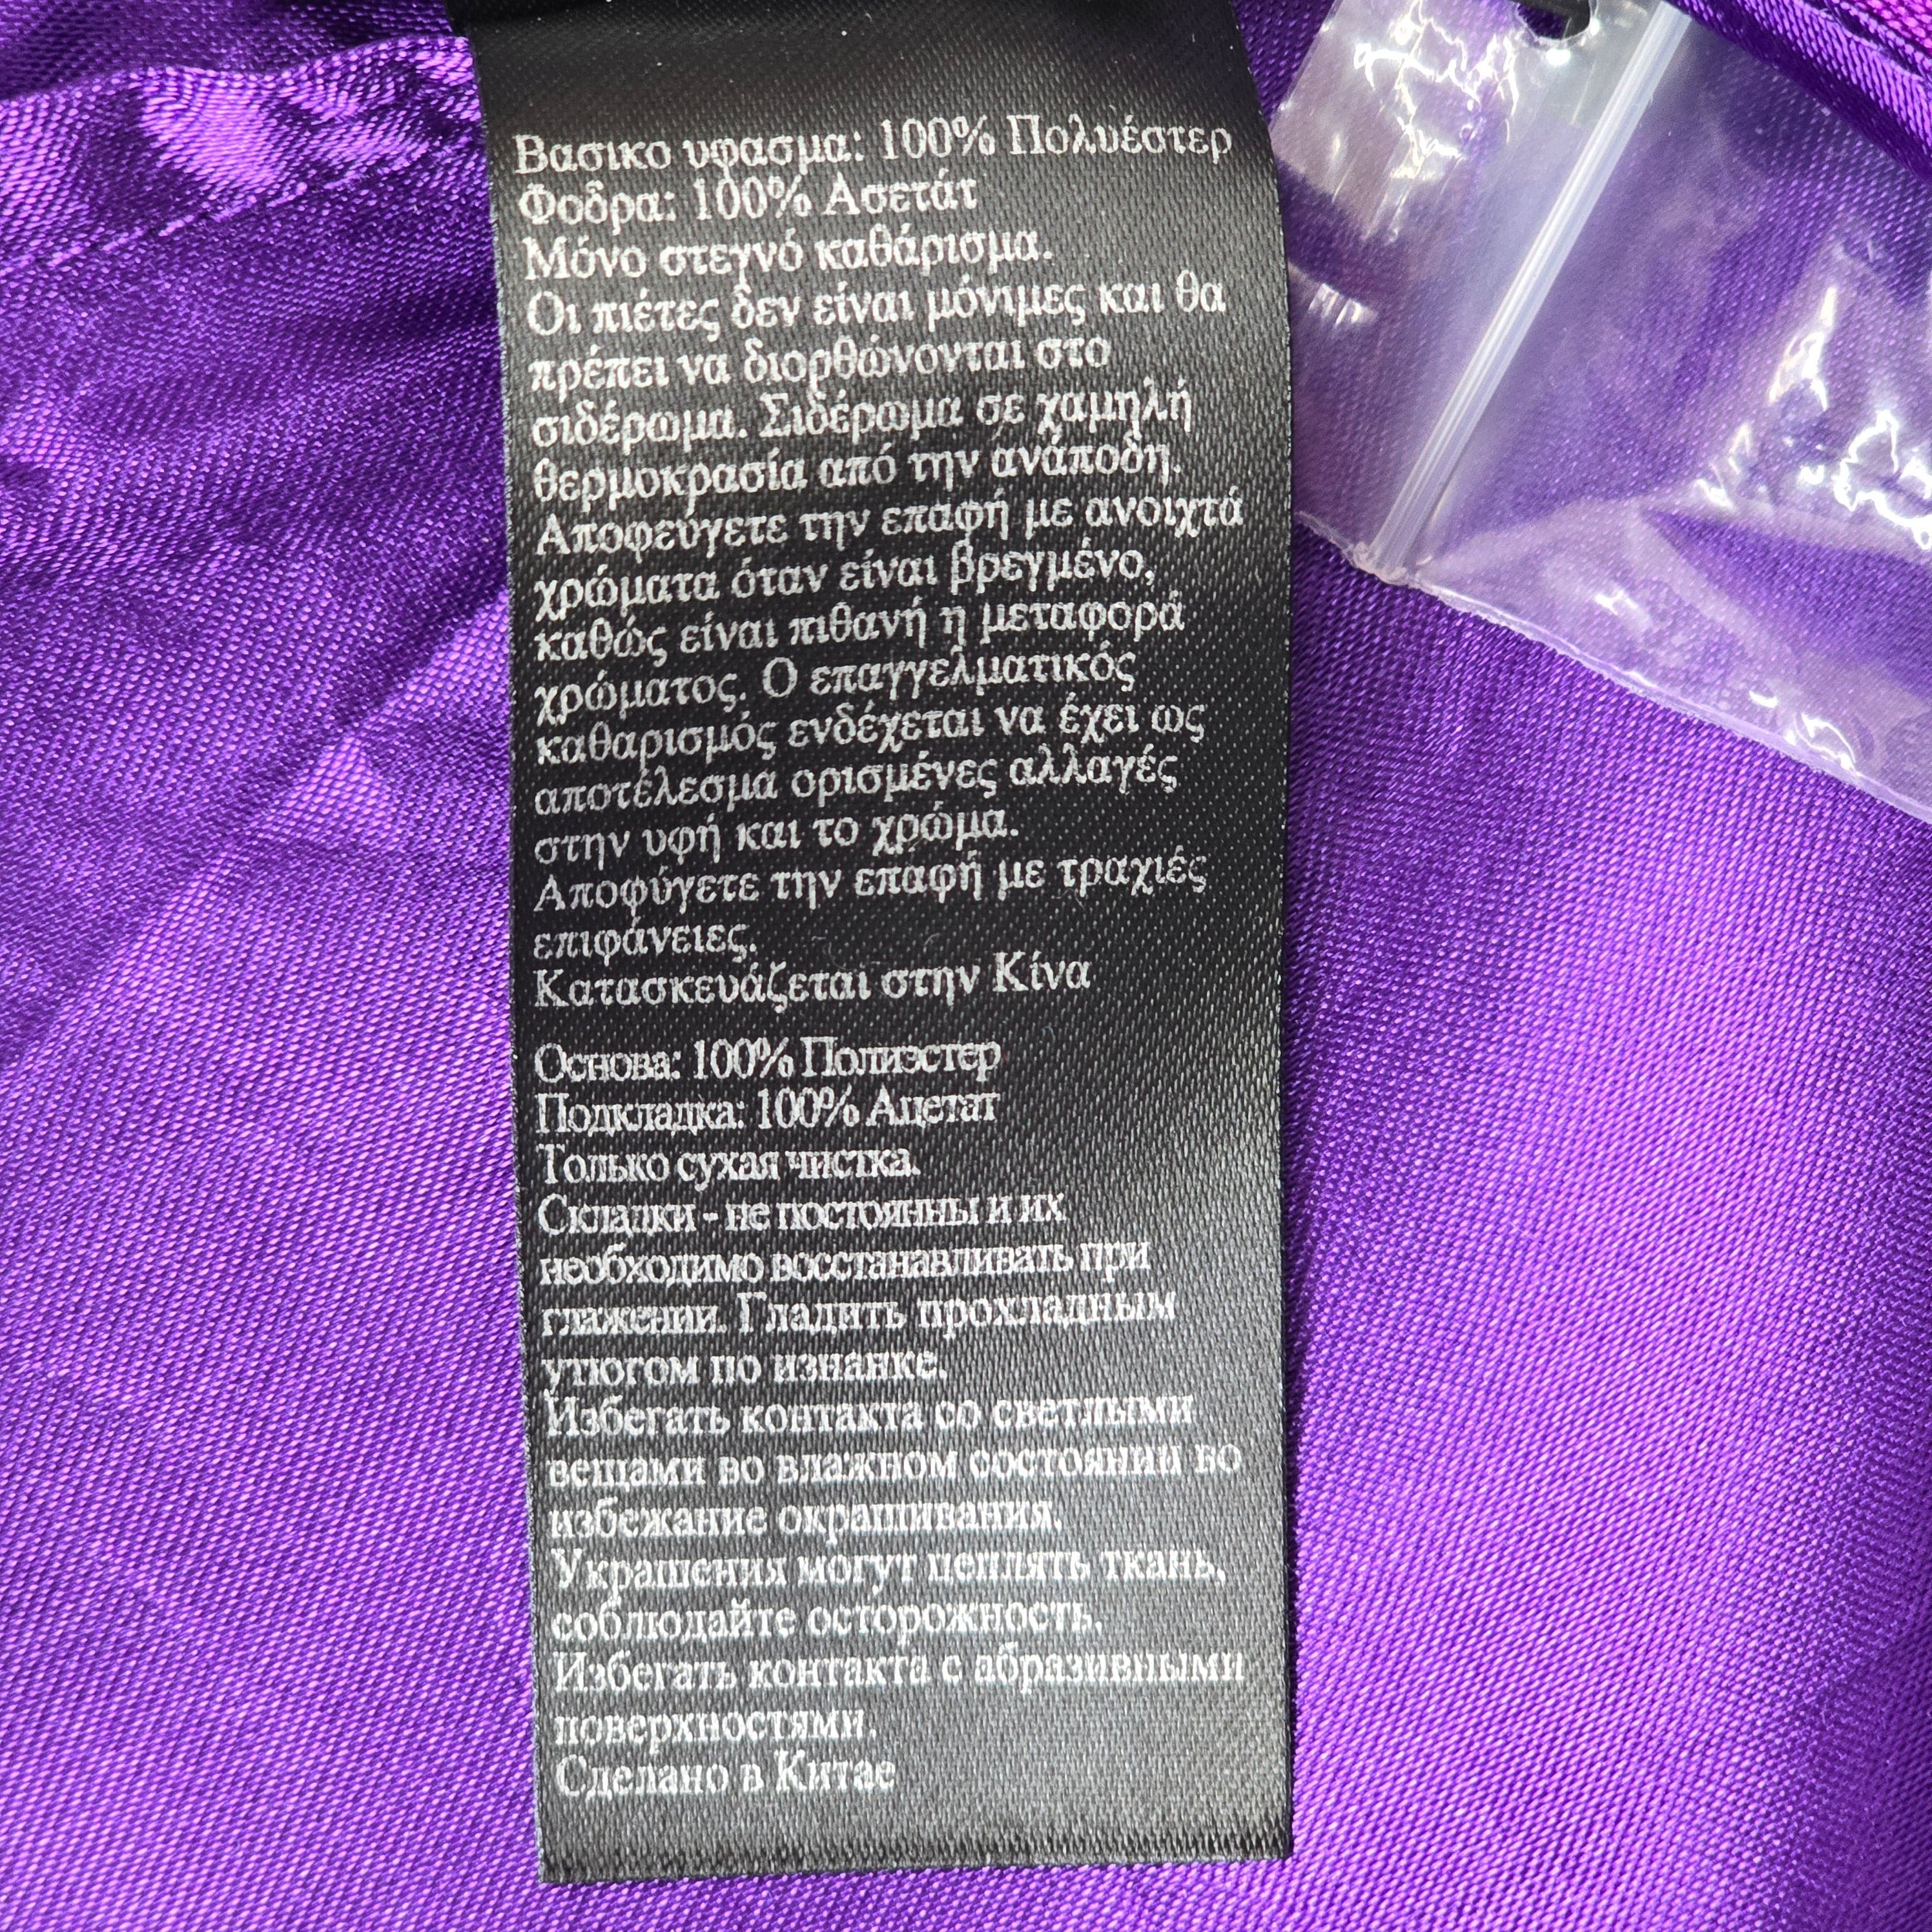 Βασικο υφασμα: 100% Πολυέστερ
Φοδρα: 100% Ασετάτ
Μόνο στεγνό καθάρισμα.
Οι πιέτες δεν είναι μόνιμες και θα
πρέπει να διορθώνονται στο
σιδέρωμα. Σιδέρωμα σε χαμηλή
θερμοκρασία από την ανάποδη.
Αποφεύγετε την επαφή με ανοιχτά
χρώματα όταν είναι βρεγμένο,
καθώς είναι πιθανή η μεταφορά
χρώματος. Ο επαγγελματικός
καθαρισμός ενδέχεται να έχει ως
αποτέλεσμα ορισμένες αλλαγές
στην υφή και το χρώμα.
Αποφύγετε την επαφή με τραχιές
επιφάνειες.
Κατασκευάζεται στην Κίνα
Основа: 100% Полиэстер
Подкладка: 100% Ацетат
Только сухая чистка.
Складки - не постоянны и их
необходимо восстанавливать при
глажении. Гладить прохладным
утюгом по изнанке.
Избегать контакта со светлыми
вещами во влажном состоянии во
избежание окрашивания.
Украшения могут цеплять ткань,
соблюдайте осторожность.
Избегать контакта с абразивными
поверхностями.
Сделано в Китае